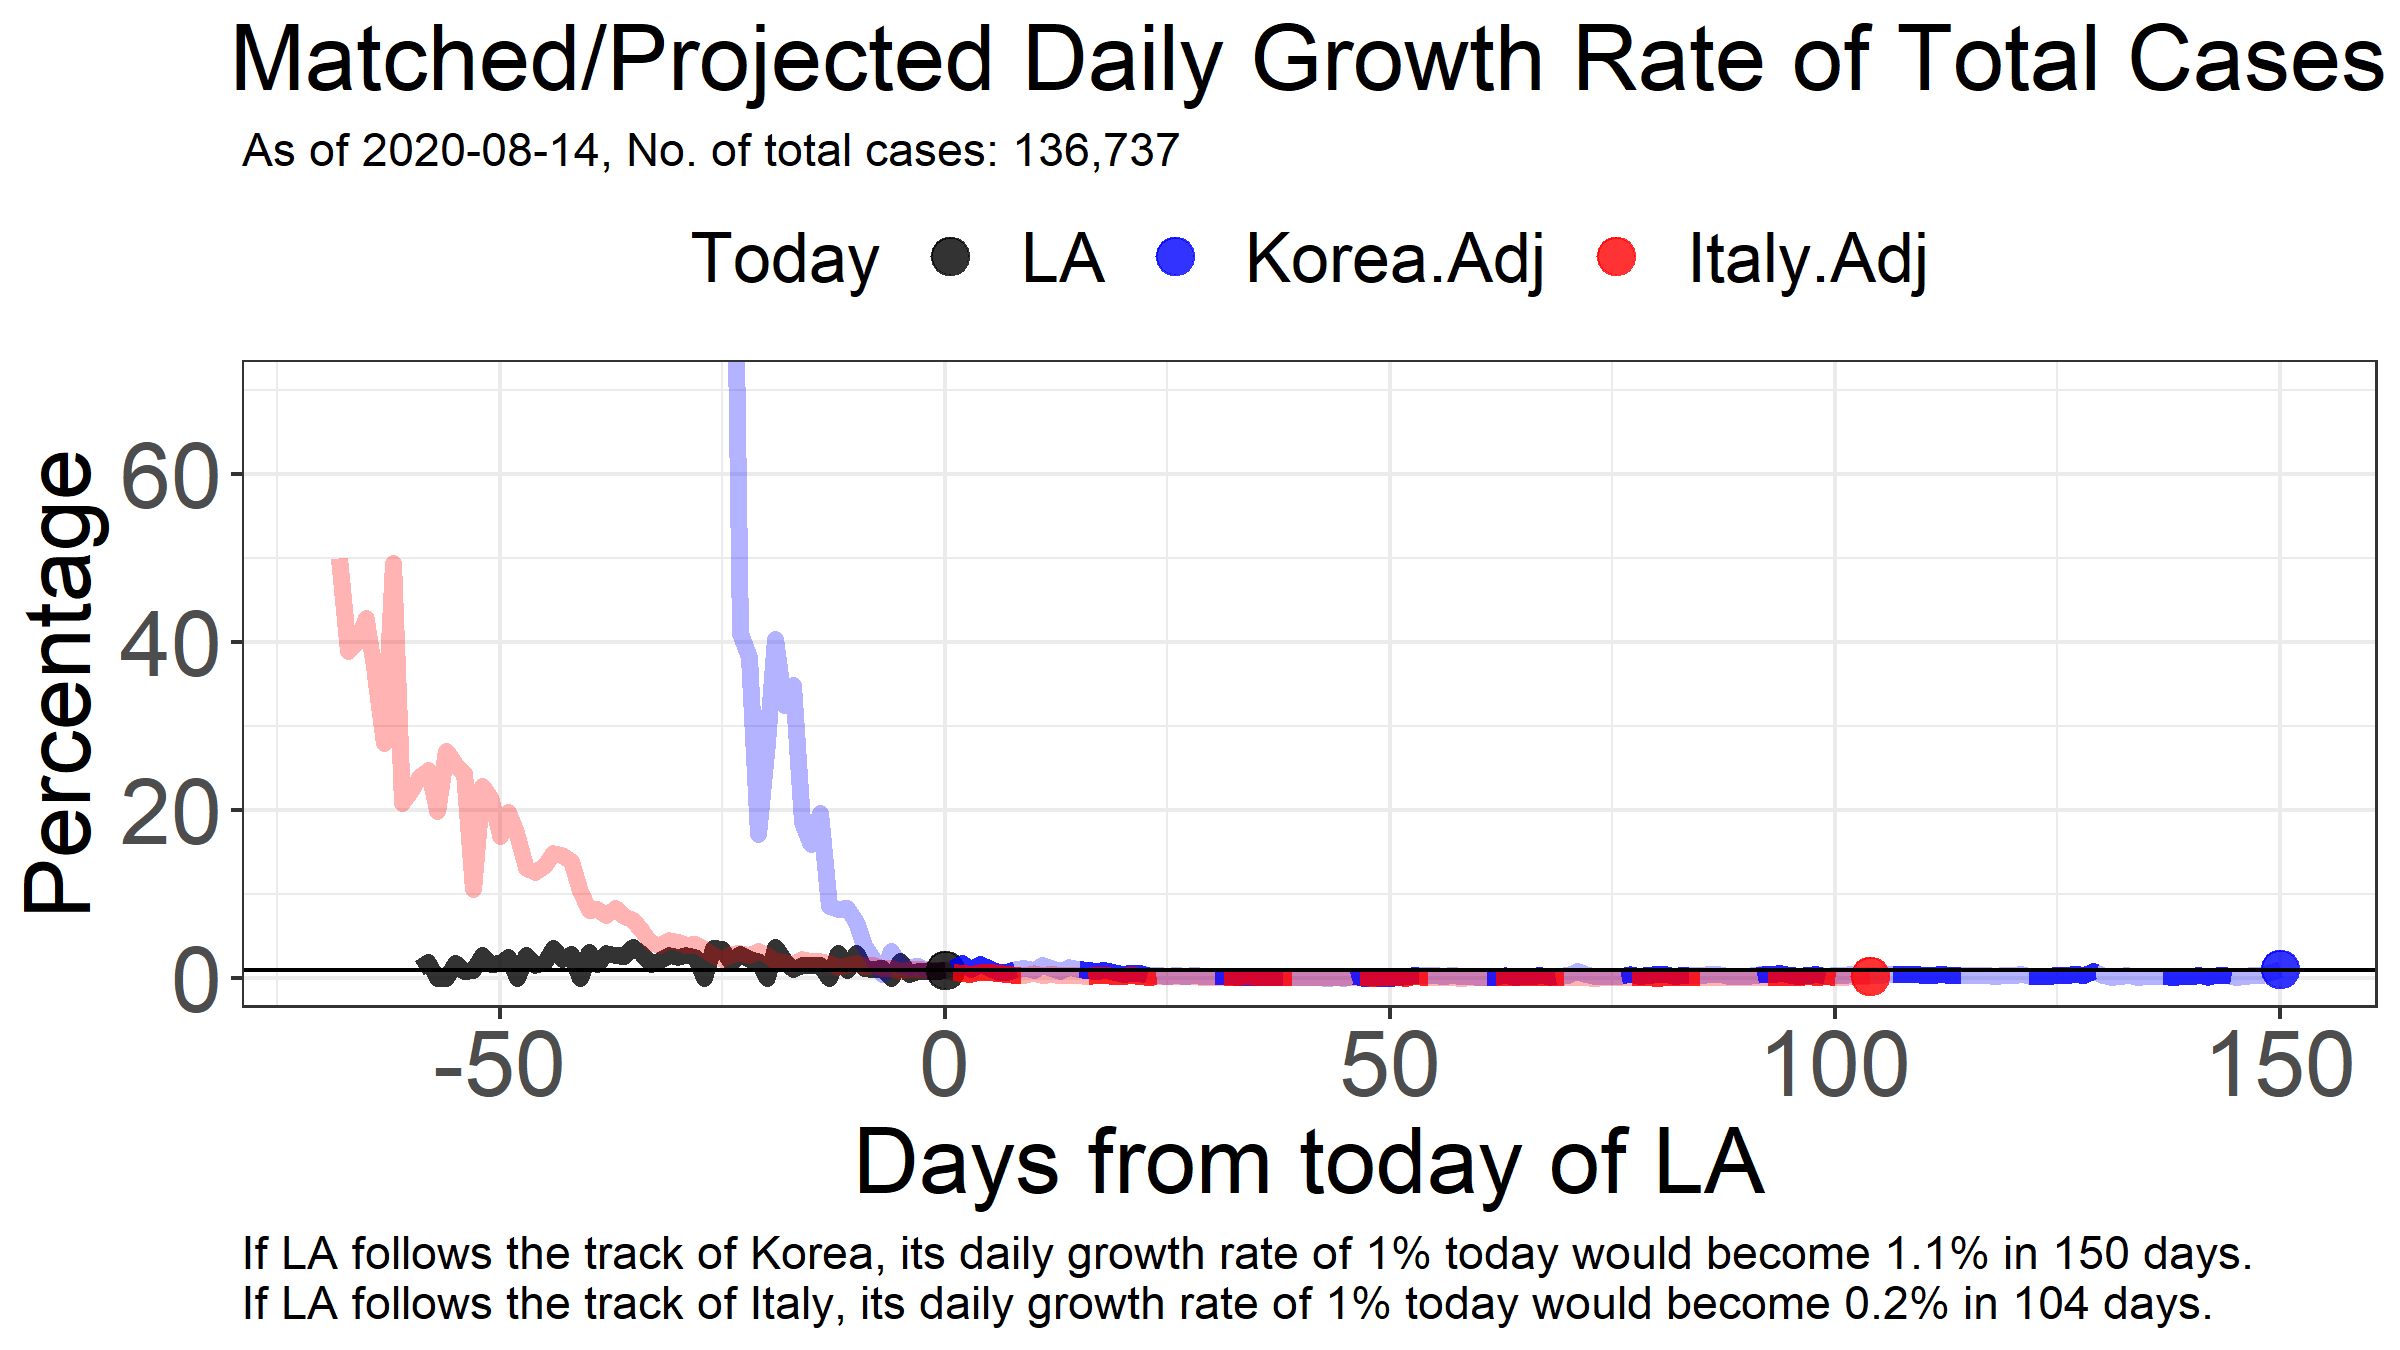 Matched/Projected Daily Growth Rate of Total Cases
As of 2020-08-14, No. of total cases: 136,737
Today LA Korea.Adj Italy.Adj
Percentage
60
40
20
0
-50 0 50 100 150
Days from today of LA
If LA follows the track of Korea, its daily growth rate of 1% today would become 1.1% in 150 days.
If LA follows the track of Italy, its daily growth rate of 1% today would become 0.2% in 104 days.